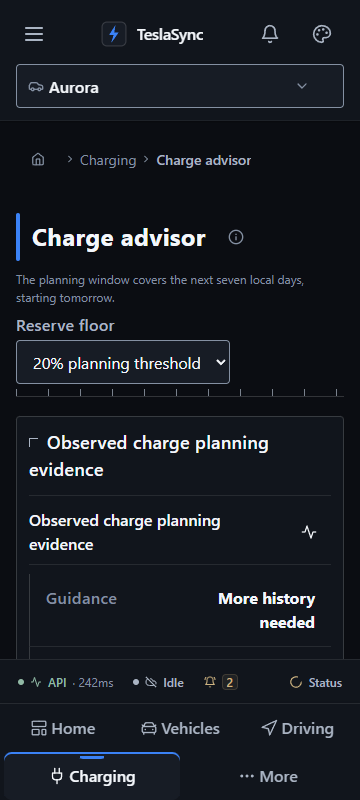 TeslaSync
Aurora
Charging
Charge advisor
Charge advisor
The planning window covers the next seven local days,
starting tomorrow.
Reserve floor
20% planning threshold
Observed charge planning
evidence
Observed charge planning
evidence
Guidance
More history
needed
API · 242ms
Idle
2
Status
Home
Vehicles
Driving
Charging
More